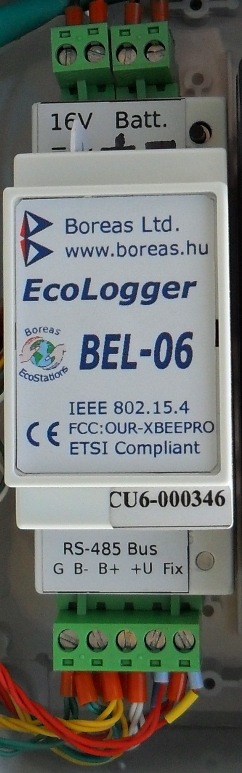 16V Batt.
Boreas Ltd.
www.boreas.hu
EcoLogger
Boreas
EcoStations
BEL-06
IEEE 802.15.4
CE FCC:OUR-XBEEPRO
ETSI Compliant
CU6-000346
RS-485 Bus
G B- B+ +U Fix